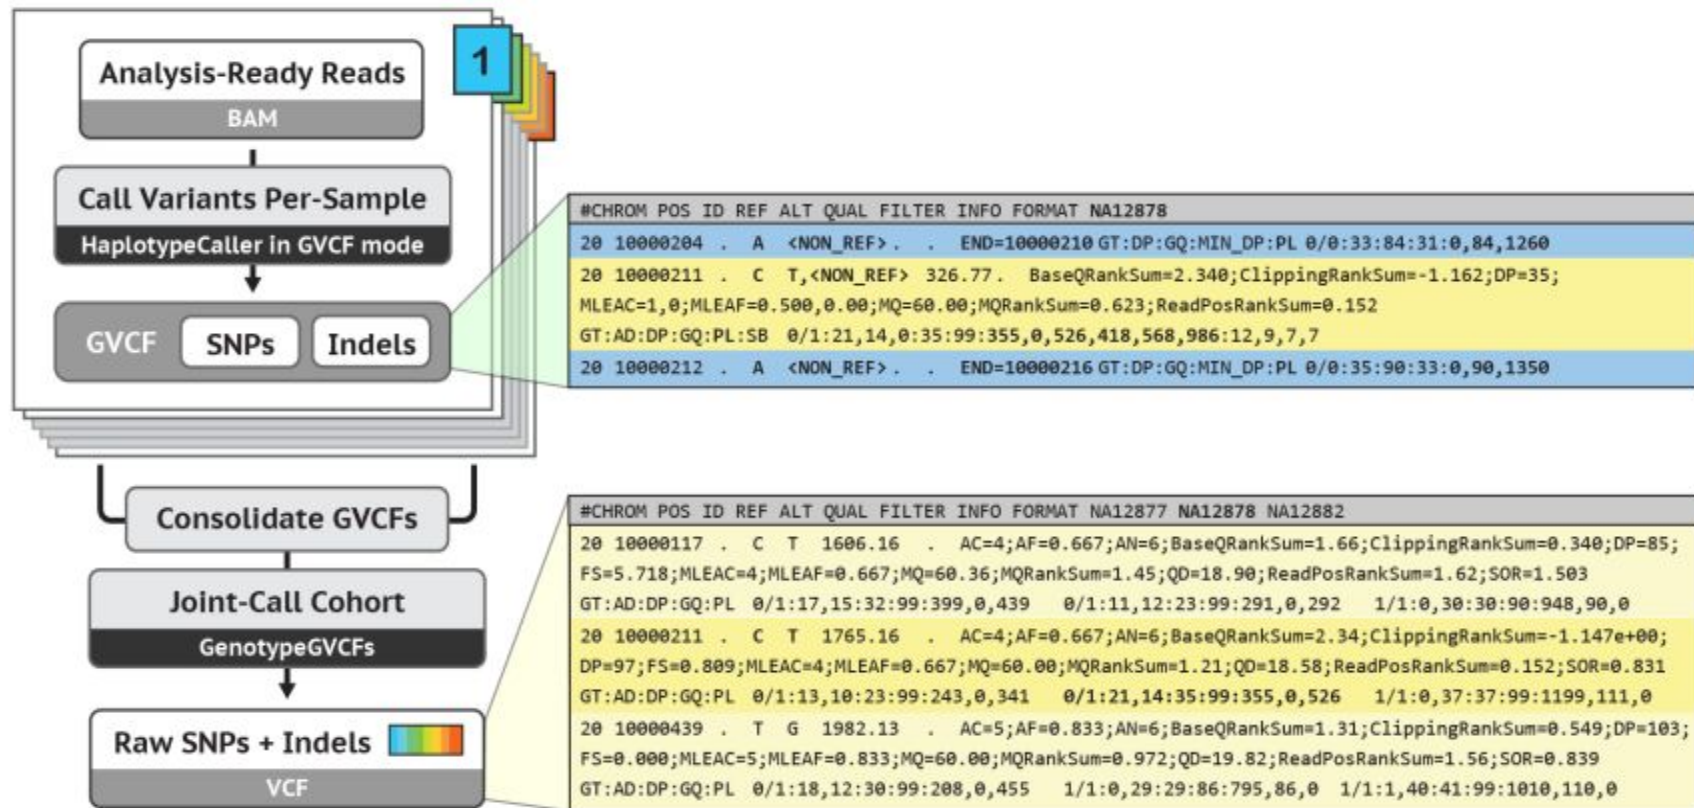 1
Analysis-Ready Reads
BAM
Call Variants Per-Sample
HaplotypeCaller in GVCF mode
GVCF SNPs Indels
#CHROM POS ID REF ALT QUAL FILTER INFO FORMAT NA12878
20 10000204 . A <NON_REF> . . END=10000210 GT:DP:GQ:MIN_DP:PL 0/0:33:84:31:0,84,1260
20 10000211 . C T,<NON_REF> 326.77 . BaseQRankSum=2.340;ClippingRankSum=-1.162;DP=35;
MLEAC=1,0;MLEAF=0.500,0.00;MQ=60.00;MQRankSum=0.623;ReadPosRankSum=0.152
GT:AD:DP:GQ:PL:SB 0/1:21,14,0:35:99:355,0,526,418,568,986:12,9,7,7
20 10000212 . A <NON_REF> . . END=10000216 GT:DP:GQ:MIN_DP:PL 0/0:35:90:33:0,90,1350
Consolidate GVCFs
Joint-Call Cohort
GenotypeGVCFs
Raw SNPs + Indels
VCF
#CHROM POS ID REF ALT QUAL FILTER INFO FORMAT NA12877 NA12878 NA12882
20 10000117 . C T 1606.16 . AC=4;AF=0.667;AN=6;BaseQRankSum=1.66;ClippingRankSum=0.340;DP=85;
FS=5.718;MLEAC=4;MLEAF=0.667;MQ=60.36;MQRankSum=1.45;QD=18.90;ReadPosRankSum=1.62;SOR=1.503
GT:AD:DP:GQ:PL 0/1:17,15:32:99:399,0,439 0/1:11,12:23:99:291,0,292 1/1:0,30:30:90:948,90,0
20 10000211 . C T 1765.16 . AC=4;AF=0.667;AN=6;BaseQRankSum=2.34;ClippingRankSum=-1.147e+00;
DP=97;FS=0.809;MLEAC=4;MLEAF=0.667;MQ=60.00;MQRankSum=1.21;QD=18.58;ReadPosRankSum=0.152;SOR=0.831
GT:AD:DP:GQ:PL 0/1:13,10:23:99:243,0,341 0/1:21,14:35:99:355,0,526 1/1:0,37:37:99:1199,111,0
20 10000439 . T G 1982.13 . AC=5;AF=0.833;AN=6;BaseQRankSum=1.31;ClippingRankSum=0.549;DP=103;
FS=0.000;MLEAC=5;MLEAF=0.833;MQ=60.00;MQRankSum=0.972;QD=19.82;ReadPosRankSum=1.56;SOR=0.839
GT:AD:DP:GQ:PL 0/1:18,12:30:99:208,0,455 1/1:0,29:29:86:795,86,0 1/1:1,40:41:99:1010,110,0